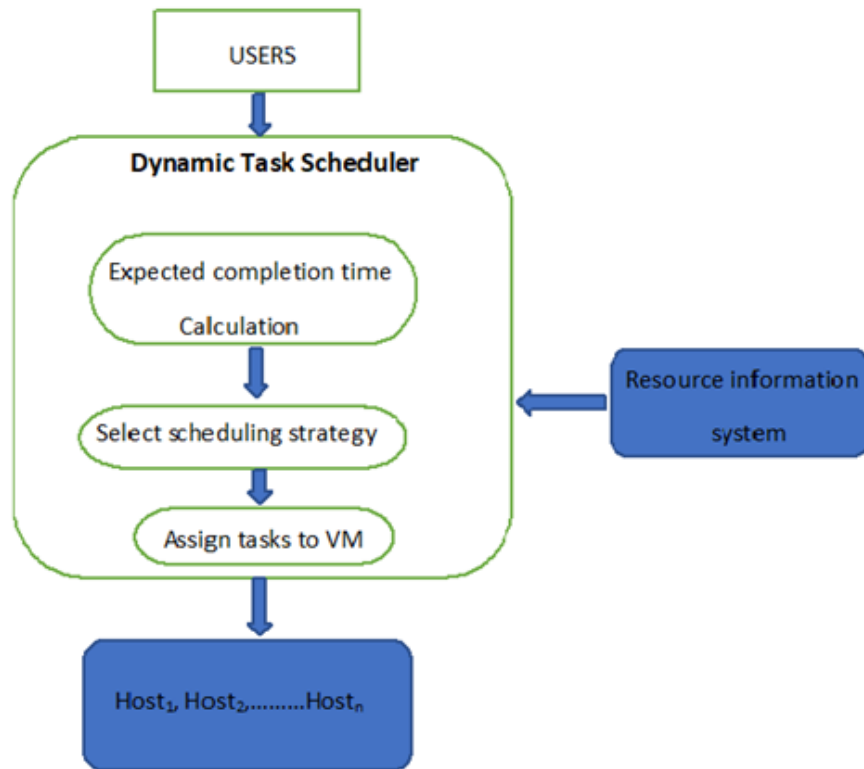 USERS
Dynamic Task Scheduler
Expected completion time
Calculation
Select scheduling strategy
Assign tasks to VM
Resource information
system
Host₁, Host₂,.........Hostₙ